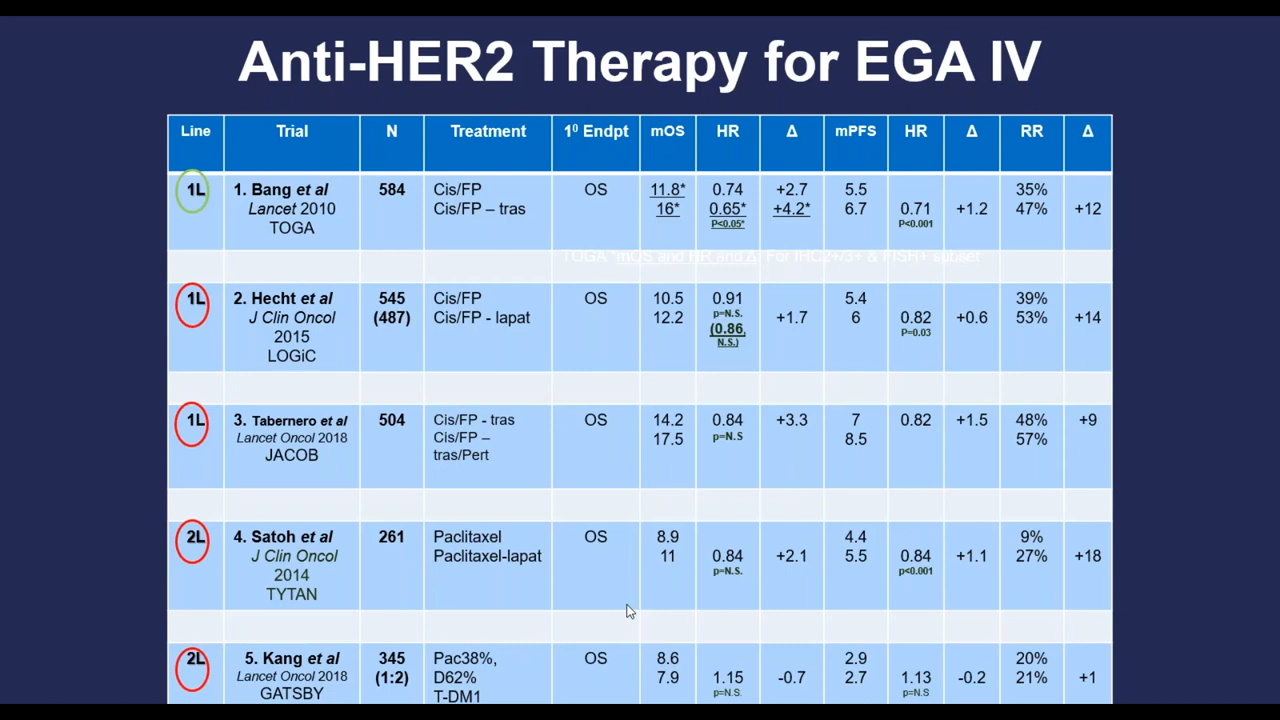 Anti-HER2 Therapy for EGA IV
Line Trial N Treatment 1⁰ Endpt mOS HR Δ mPFS HR Δ RR Δ
1L 1. Bang et al 584 Cis/FP OS 11.8* 0.74 +2.7 5.5 35%
Lancet 2010 Cis/FP – tras 16* 0.65* +4.2* 6.7 0.71 +1.2 47% +12
TOGA P<0.05* P<0.001
TOGA *mOS and HR and Δ: For IHC2+/3+ & FISH+ subset
1L 2. Hecht et al 545 Cis/FP OS 10.5 0.91 5.4 39%
J Clin Oncol (487) Cis/FP - lapat 12.2 p=N.S. +1.7 6 0.82 +0.6 53% +14
2015 (0.86, P=0.03
LOGiC N.S.)
1L 3. Tabernero et al 504 Cis/FP - tras OS 14.2 0.84 +3.3 7 0.82 +1.5 48% +9
Lancet Oncol 2018 Cis/FP – 17.5 p=N.S 8.5 57%
JACOB tras/Pert
2L 4. Satoh et al 261 Paclitaxel OS 8.9 4.4 9%
J Clin Oncol Paclitaxel-lapat 11 0.84 +2.1 5.5 0.84 +1.1 27% +18
2014 p=N.S. p<0.001
TYTAN
2L 5. Kang et al 345 Pac38%, OS 8.6 2.9 20%
Lancet Oncol 2018 (1:2) D62% 7.9 1.15 -0.7 2.7 1.13 -0.2 21% +1
GATSBY T-DM1 p=N.S. p=N.S